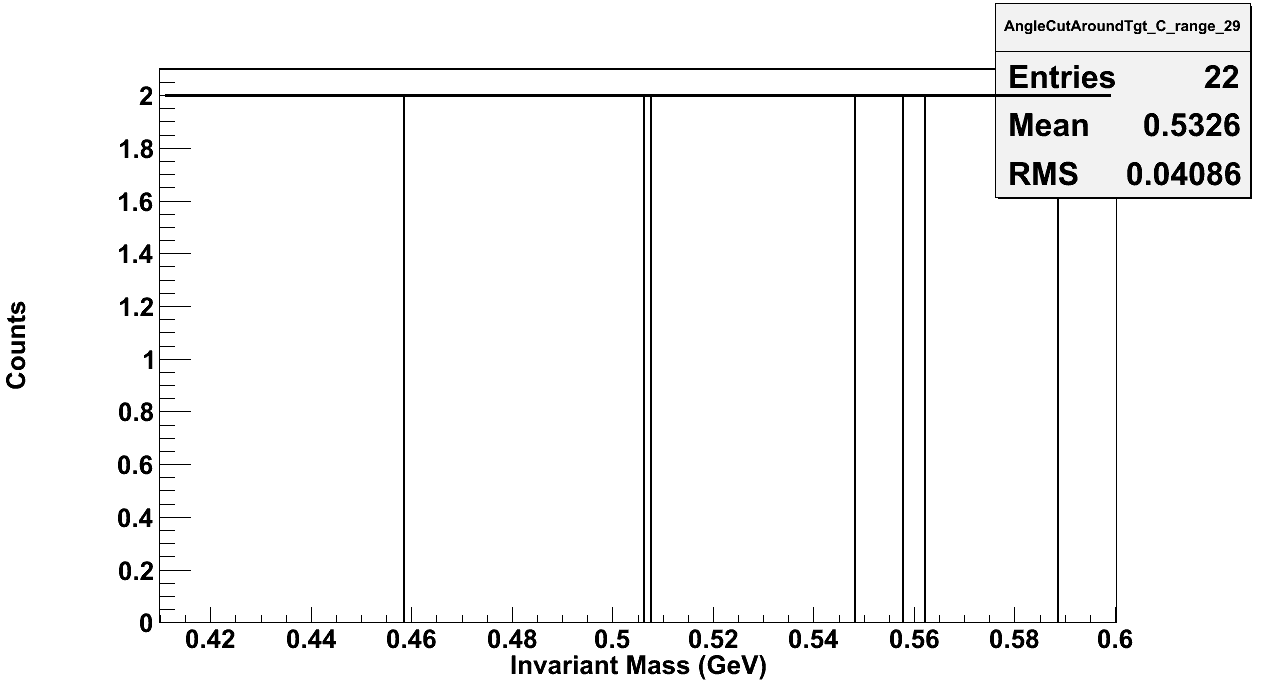 AngleCutAroundTgt_C_range_29
Entries 22
Mean 0.5326
RMS 0.04086
2
1.8
1.6
1.4
1.2
1
0.8
0.6
0.4
0.2
0
Counts
0.42 0.44 0.46 0.48 0.5 0.52 0.54 0.56 0.58 0.6
Invariant Mass (GeV)